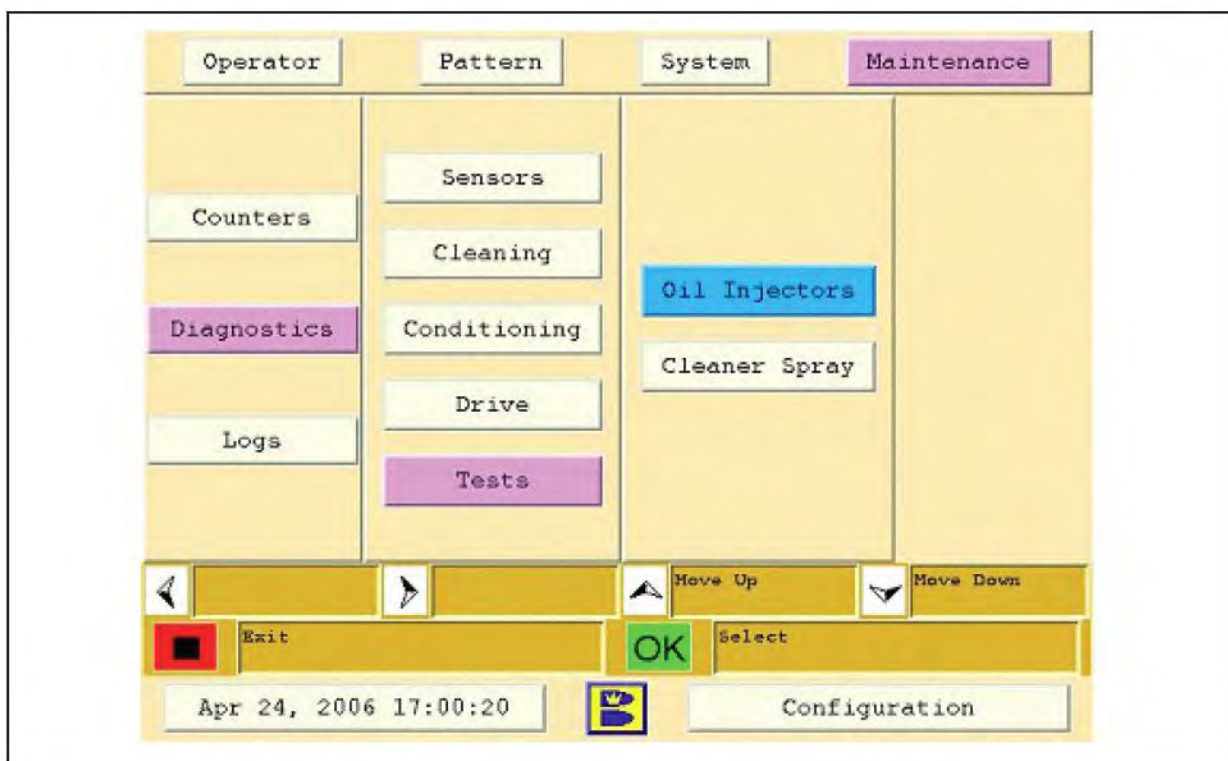 Operator Pattern System Maintenance
Counters
Diagnostics
Logs
Sensors
Cleaning
Conditioning
Drive
Tests
Oil Injectors
Cleaner Spray
Move Up Move Down
Exit OK Select
Apr 24, 2006 17:00:20 Configuration